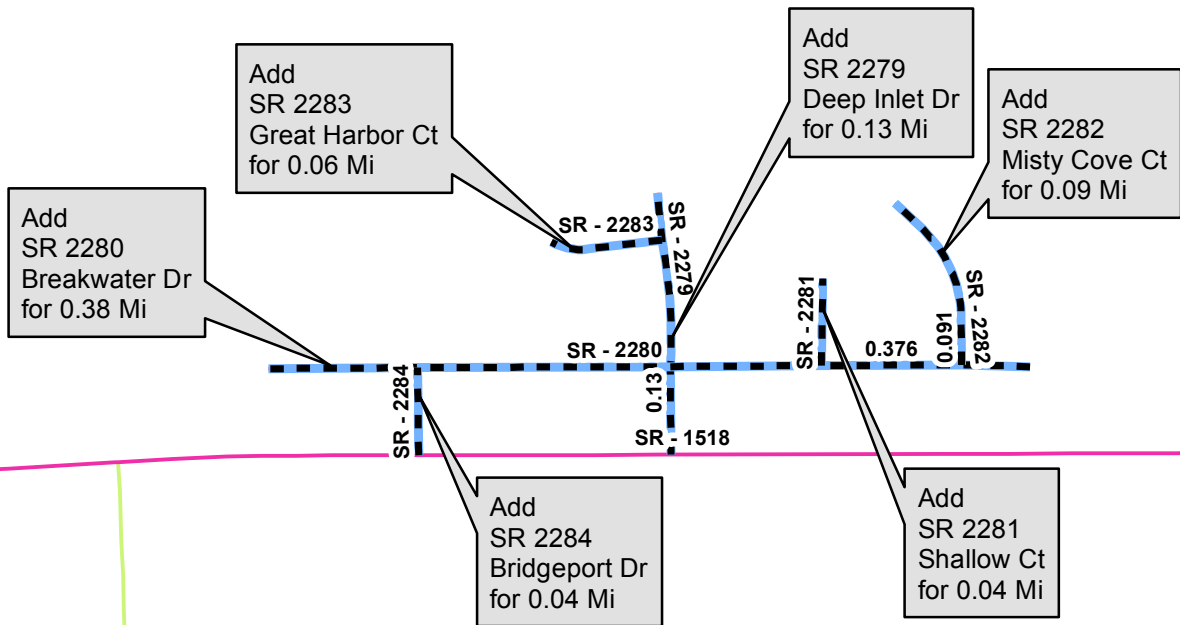 Add
SR 2283
Great Harbor Ct
for 0.06 Mi
Add
SR 2279
Deep Inlet Dr
for 0.13 Mi
Add
SR 2282
Misty Cove Ct
for 0.09 Mi
Add
SR 2280
Breakwater Dr
for 0.38 Mi
SR - 2283
SR - 2279
SR - 2280
SR - 2281
0.376
0.091
SR - 2282
SR - 2284
0.13
SR - 1518
Add
SR 2284
Bridgeport Dr
for 0.04 Mi
Add
SR 2281
Shallow Ct
for 0.04 Mi